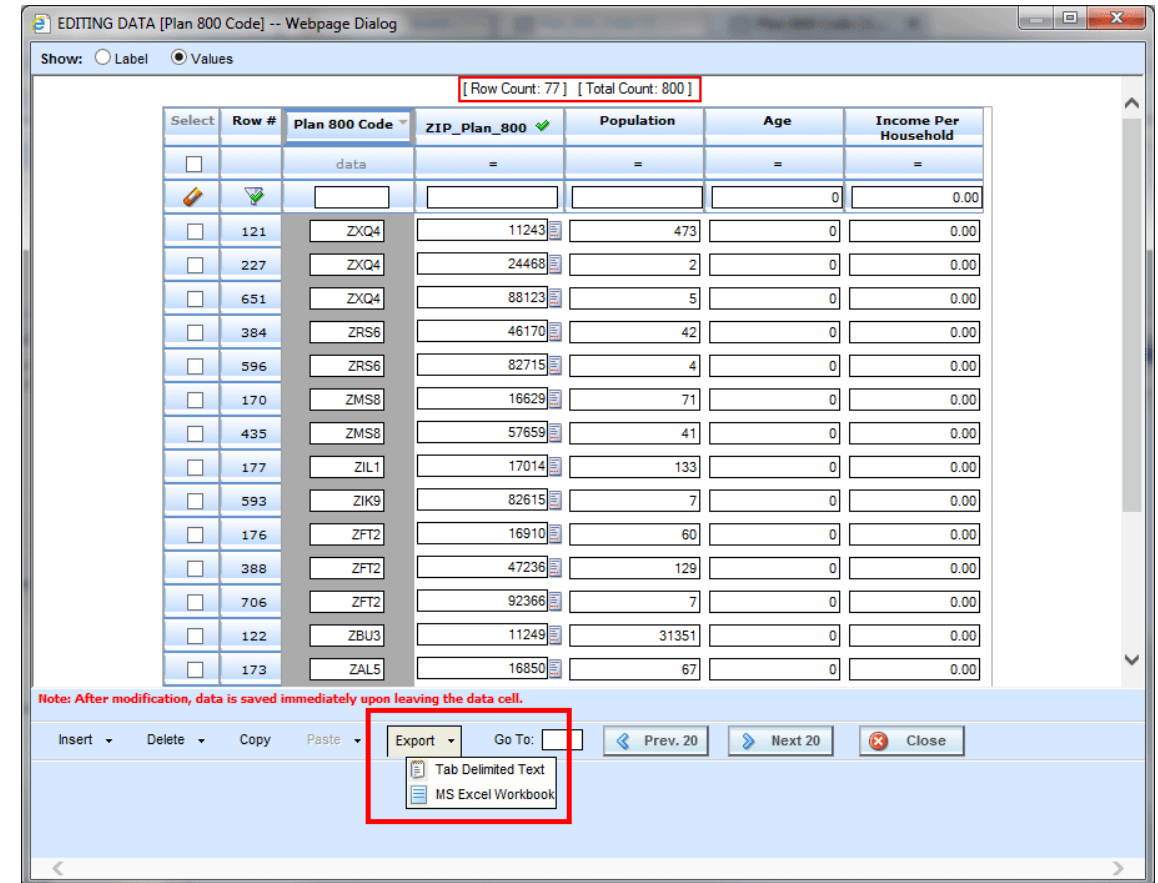 EDITING DATA [Plan 800 Code] -- Webpage Dialog
Show: Label Values
[ Row Count: 77 ] [ Total Count: 800 ]
Select Row # Plan 800 Code ZIP_Plan_800 Population Age Income Per Household
data = = = =
0 0.00
121 ZXQ4 11243 473 0 0.00
227 ZXQ4 24468 2 0 0.00
651 ZXQ4 88123 5 0 0.00
384 ZRS6 46170 42 0 0.00
596 ZRS6 82715 4 0 0.00
170 ZMS8 16629 71 0 0.00
435 ZMS8 57659 41 0 0.00
177 ZIL1 17014 133 0 0.00
593 ZIK9 82615 7 0 0.00
176 ZFT2 16910 60 0 0.00
388 ZFT2 47236 129 0 0.00
706 ZFT2 92366 7 0 0.00
122 ZBU3 11249 31351 0 0.00
173 ZAL5 16850 67 0 0.00
Note: After modification, data is saved immediately upon leaving the data cell.
Insert Delete Copy Paste Export Go To: Prev. 20 Next 20 Close
Tab Delimited Text
MS Excel Workbook